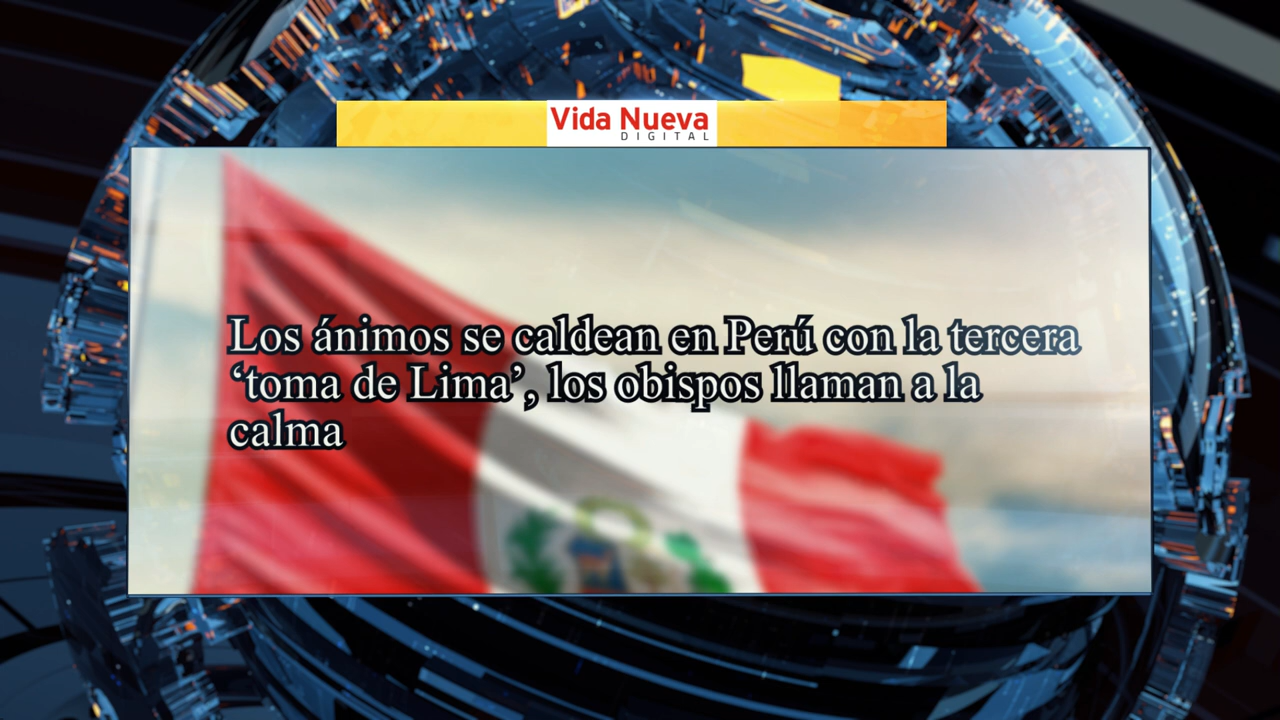 Vida Nueva
DIGITAL
Los ánimos se caldean en Perú con la tercera
‘toma de Lima’, los obispos llaman a la
calma